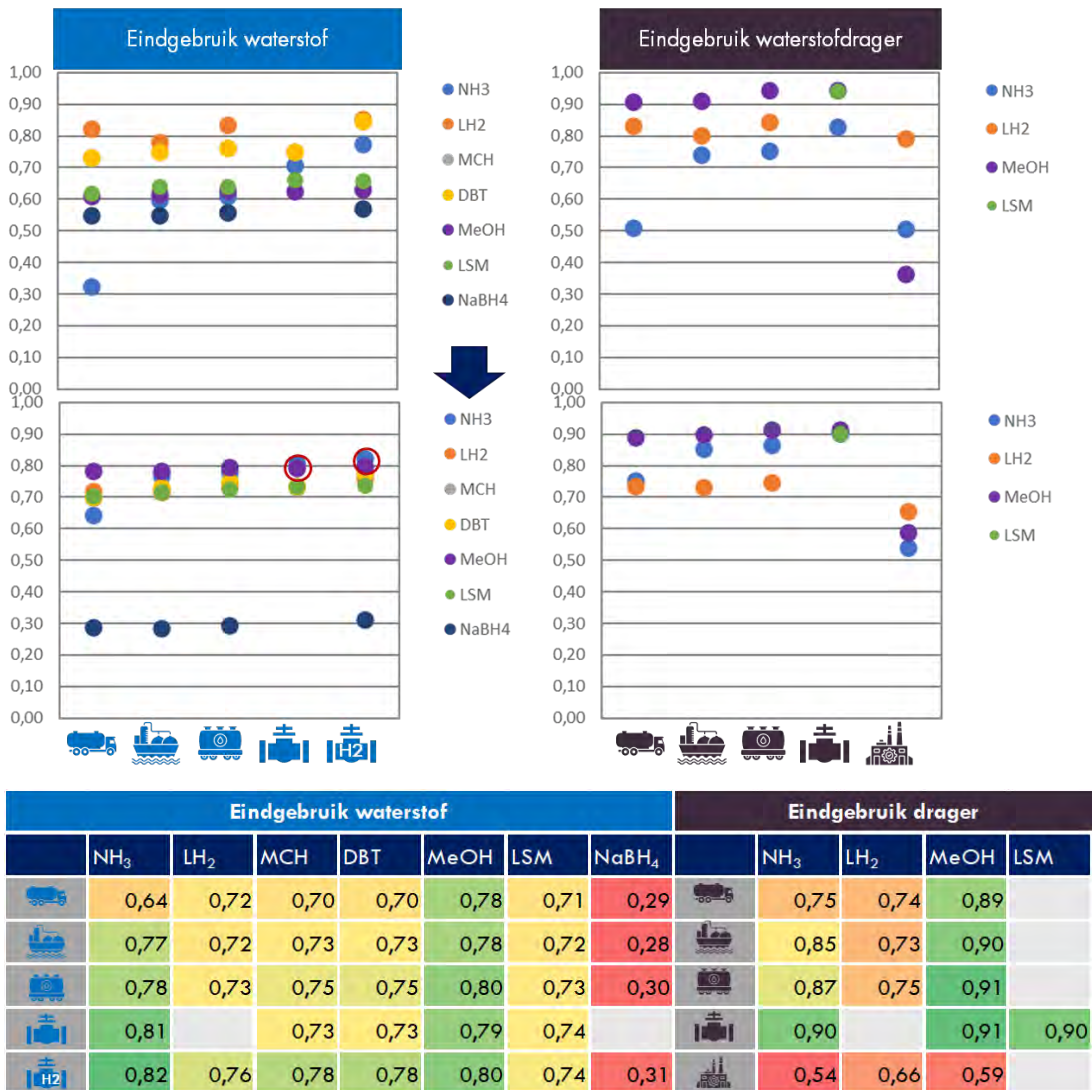 Eindgebruik waterstof
1,00
0,90
0,80
0,70
0,60
0,50
0,40
0,30
0,20
0,10
0,00
NH3
LH2
MCH
DBT
MeOH
LSM
NaBH4
Eindgebruik waterstofdrager
1,00
0,90
0,80
0,70
0,60
0,50
0,40
0,30
0,20
0,10
0,00
NH3
LH2
MeOH
LSM
1,00
0,90
0,80
0,70
0,60
0,50
0,40
0,30
0,20
0,10
0,00
NH3
LH2
MCH
DBT
MeOH
LSM
NaBH4
H2
1,00
0,90
0,80
0,70
0,60
0,50
0,40
0,30
0,20
0,10
0,00
NH3
LH2
MeOH
LSM
Eindgebruik waterstof Eindgebruik drager
NH₃ LH₂ MCH DBT MeOH LSM NaBH₄ NH₃ LH₂ MeOH LSM
0,64 0,72 0,70 0,70 0,78 0,71 0,29 0,75 0,74 0,89
0,77 0,72 0,73 0,73 0,78 0,72 0,28 0,85 0,73 0,90
0,78 0,73 0,75 0,75 0,80 0,73 0,30 0,87 0,75 0,91
0,81 0,73 0,73 0,79 0,74 0,90 0,91 0,90
H2 0,82 0,76 0,78 0,78 0,80 0,74 0,31 0,54 0,66 0,59